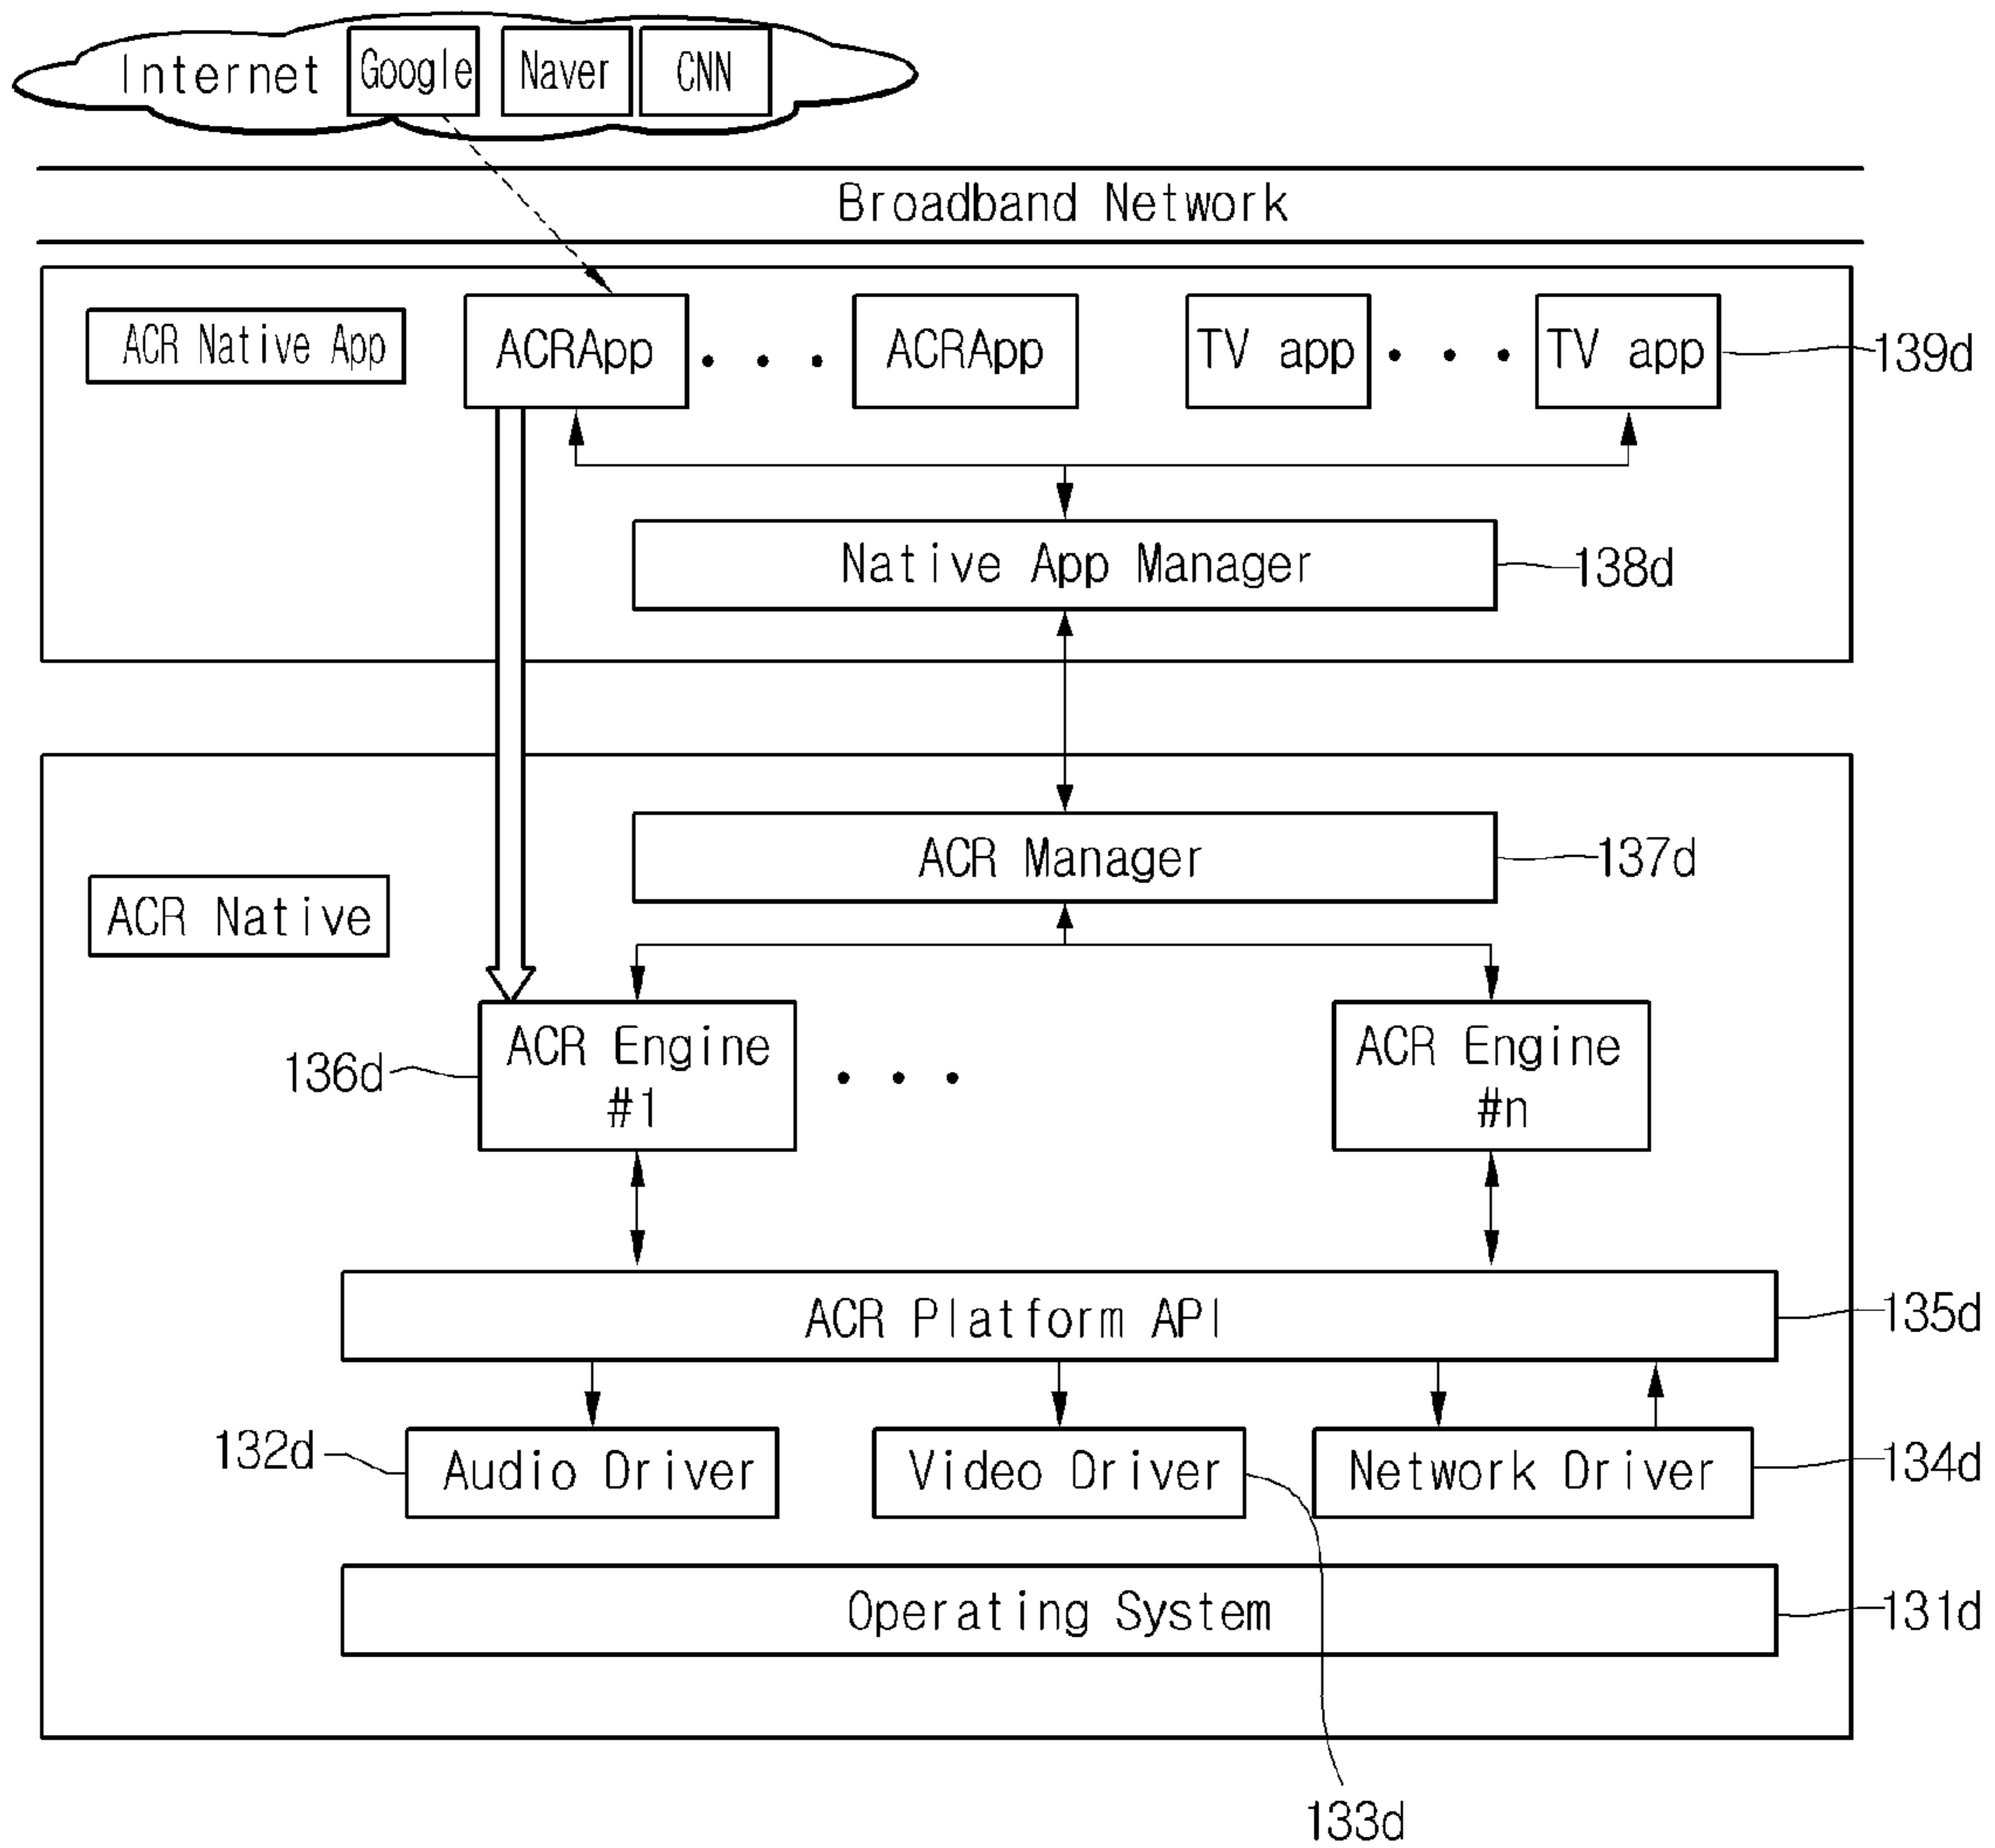 Internet Google Naver CNN
Broadband Network
ACR Native App ACRApp • • • ACRApp TV app • • • TV app 139d
Native App Manager 138d
ACR Manager 137d
ACR Native
136d ACR Engine
#1
• • •
ACR Engine
#n
ACR Platform API 135d
132d Audio Driver Video Driver Network Driver 134d
Operating System 131d
133d